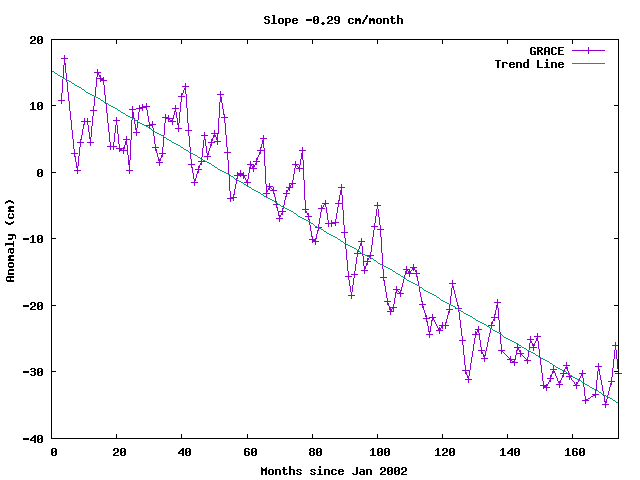 Slope -0.29 cm/month
20
10
0
-10
-20
-30
-40
Anomaly (cm)
GRACE
Trend Line
0 20 40 60 80 100 120 140 160
Months since Jan 2002